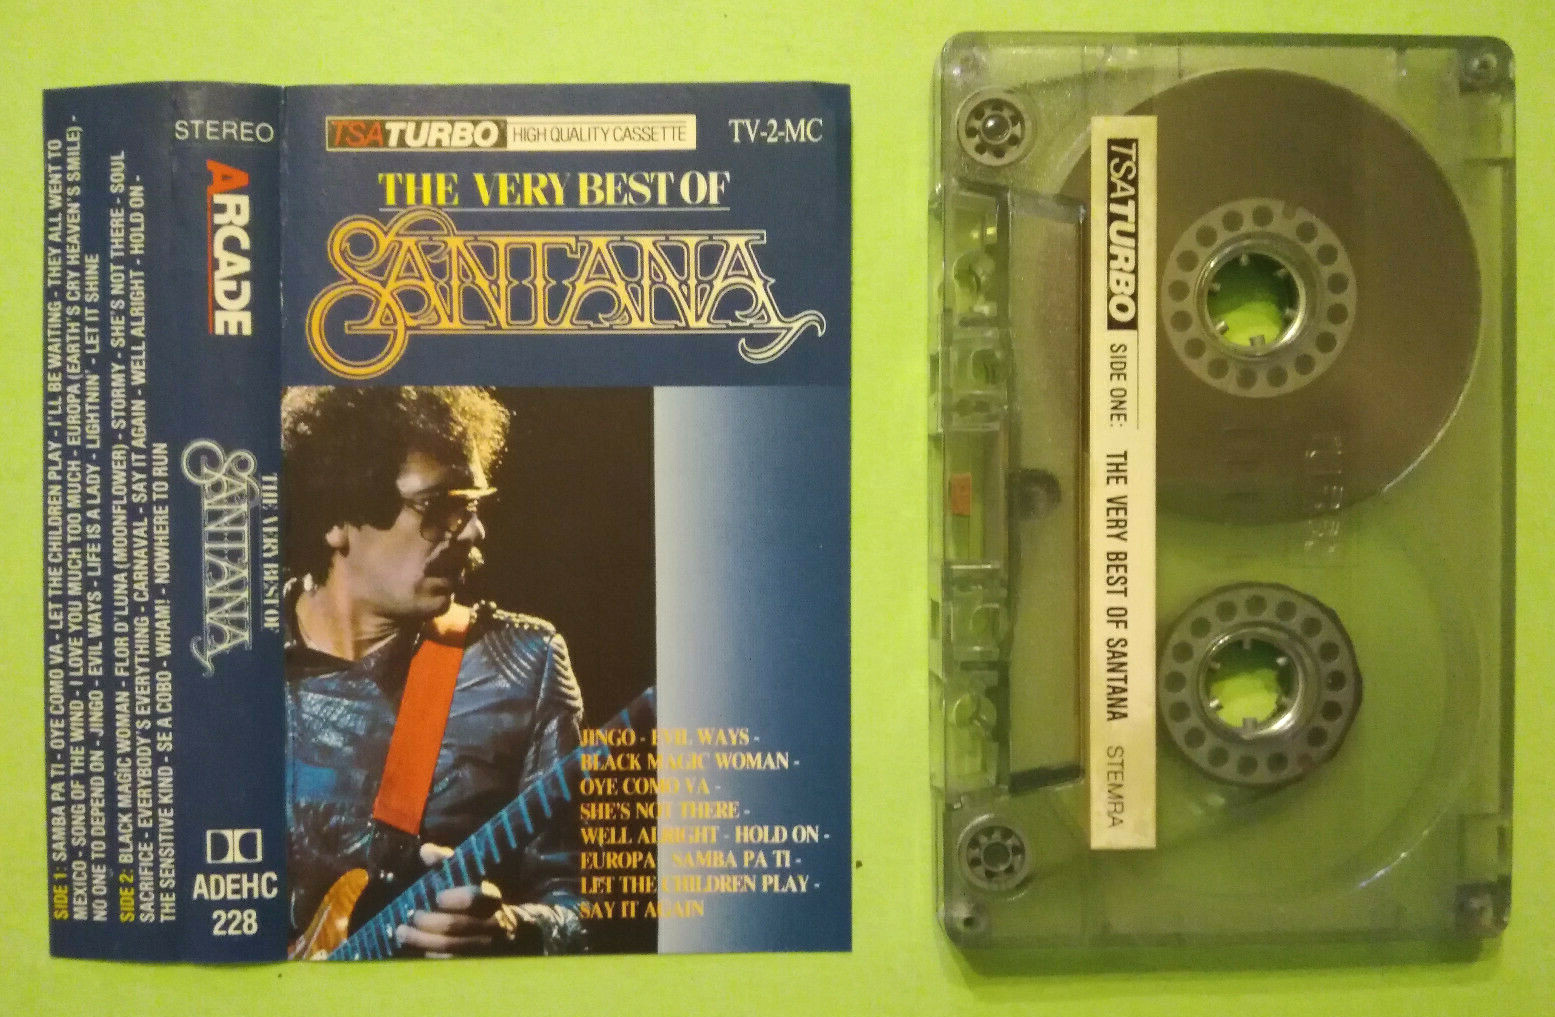 SIDE 1: SAMBA PA TI - OYE COMO VA - LET THE CHILDREN PLAY - I'LL BE WAITING - THEY ALL WENT TO
MEXICO - SONG OF THE WIND - I LOVE YOU MUCH TOO MUCH - EUROPA (EARTH'S CRY HEAVEN'S SMILE) -
NO ONE TO DEFEND ON - JINGO - EVIL WAYS - LIFE IS A LADY - LIGHTNIN' - LET IT SHINE
SIDE 2: BLACK MAGIC WOMAN - FLOR D'LUNA (MOONFLOWER) - STORMY - SHE'S NOT THERE - SOUL
SACRIFICE - EVERYBODY'S EVERYTHING - CARNAVAL - SAY IT AGAIN - WELL ALRIGHT - HOLD ON -
THE SENSITIVE KIND - SE A COBO - WHAM! - NOWHERE TO RUN
STEREO
ARCADE
THE VERY BEST OF
SANTANA
ADEHC
228
TSA TURBO HIGH QUALITY CASSETTE
TV-2-MC
THE VERY BEST OF
SANTANA
JINGO - EVIL WAYS -
BLACK MAGIC WOMAN -
OYE COMO VA -
SHE'S NOT THERE -
WELL ALRIGHT - HOLD ON -
EUROPA - SAMBA PA TI -
LET THE CHILDREN PLAY -
SAY IT AGAIN
TSA TURBO SIDE ONE: THE VERY BEST OF SANTANA STEMRA